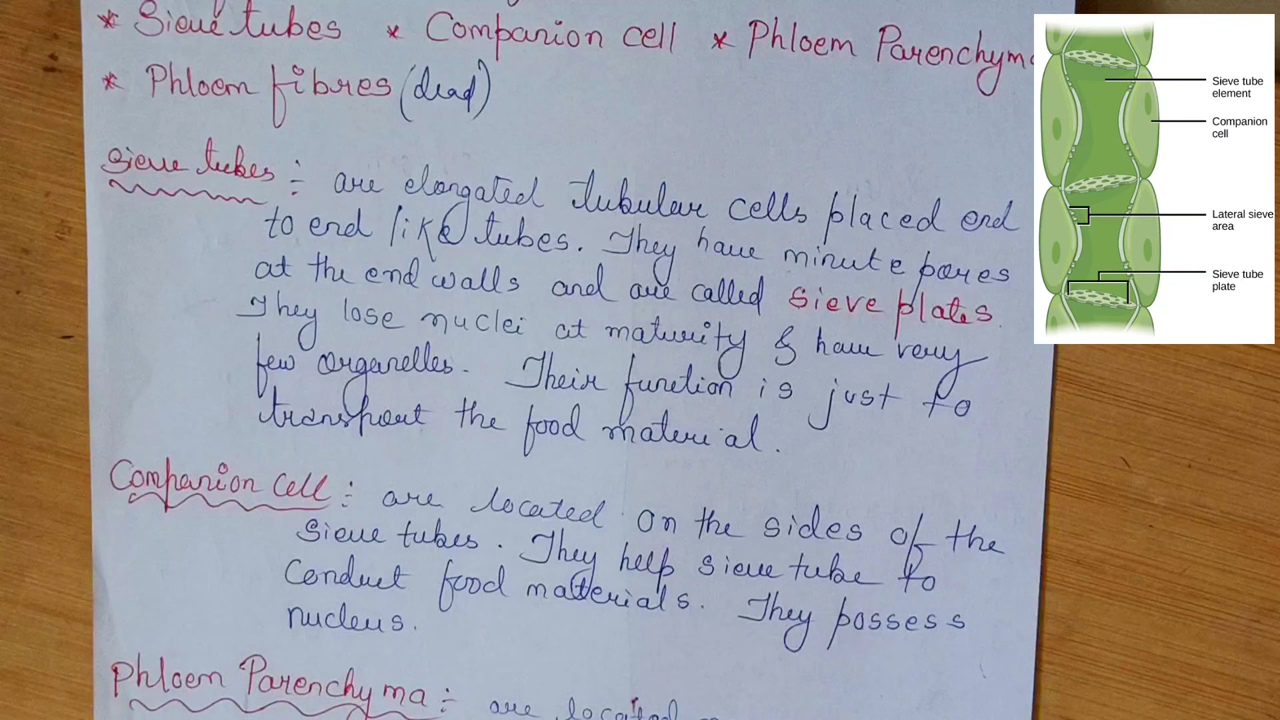 * Sieve tubes * Companion cell * Phloem Parenchyma
* Phloem fibres (dead)
Sieve tubes :- are elongated tubular cells placed end
to end like tubes. They have minute pores
at the end walls and are called sieve plates.
They lose nuclei at maturity & have very
few organelles. Their function is just to
transport the food material.
Companion Cell :- are located on the sides of the
Sieve tubes. They help sieve tube to
Conduct food materials. They possess
nucleus.
Phloem Parenchyma :- are located
Sieve tube
element
Companion
cell
Lateral sieve
area
Sieve tube
plate